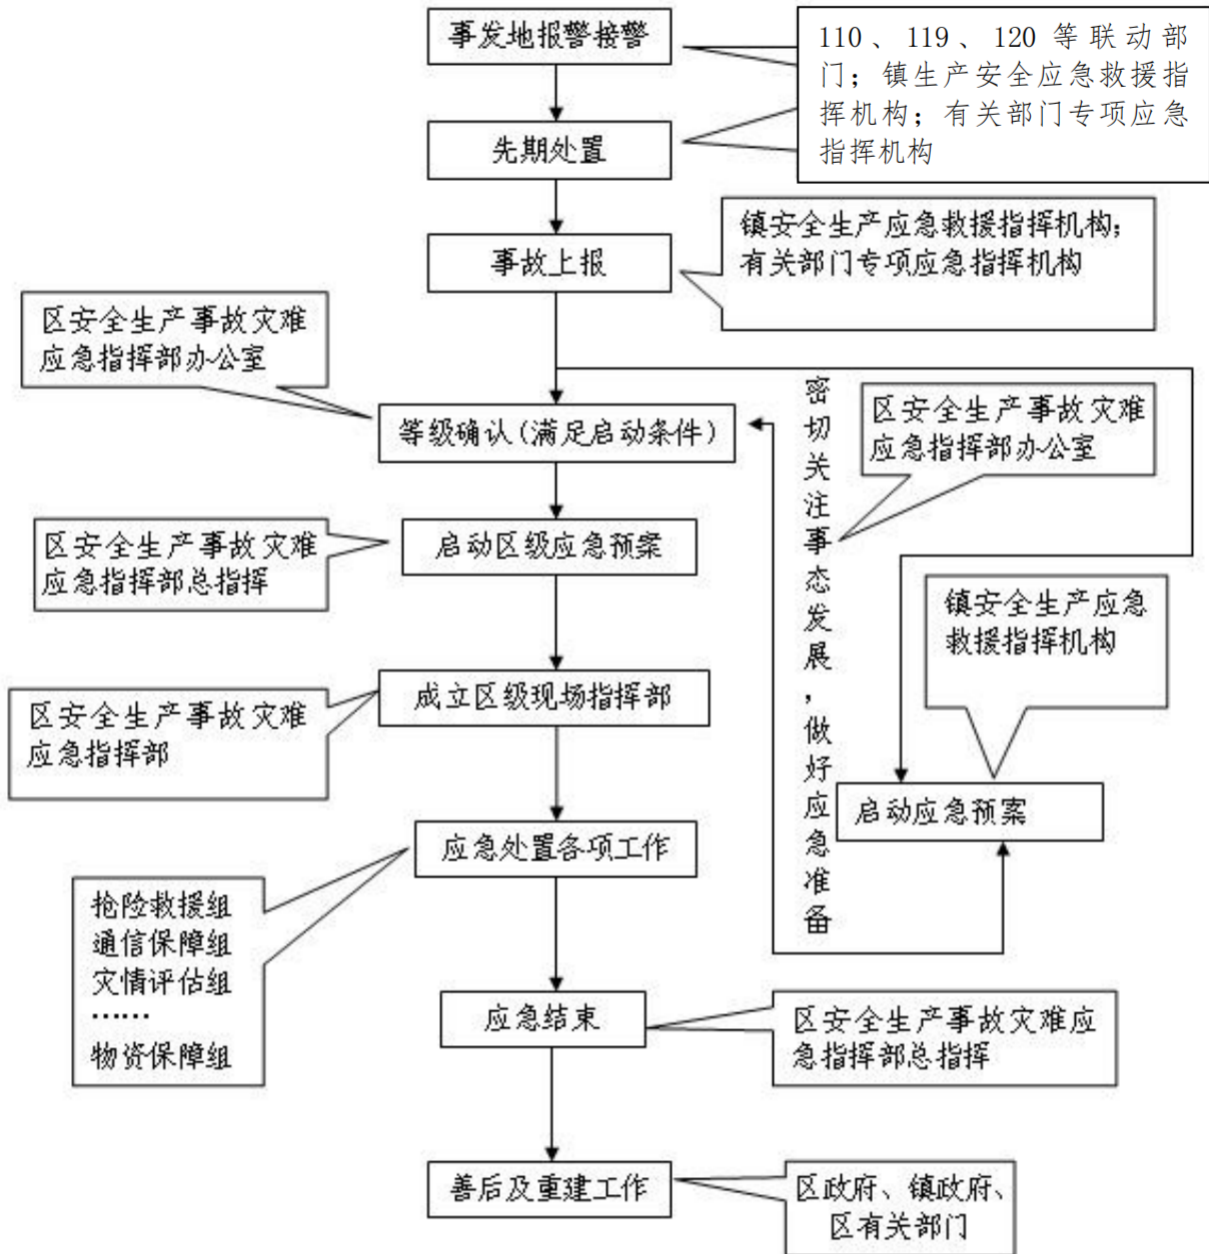 事发地报警接警
110、119、120 等联动部
门；镇生产安全应急救援指
挥机构；有关部门专项应急
指挥机构
先期处置
镇安全生产应急救援指挥机构；
有关部门专项应急指挥机构
事故上报
区安全生产事故灾难
应急指挥部办公室
等级确认(满足启动条件)
密切关注事态发展，做好应急准备
区安全生产事故灾难
应急指挥部办公室
区安全生产事故灾难
应急指挥部总指挥
启动区级应急预案
镇安全生产应急
救援指挥机构
区安全生产事故灾难
应急指挥部
成立区级现场指挥部
启动应急预案
应急处置各项工作
抢险救援组
通信保障组
灾情评估组
……
物资保障组
应急结束
区安全生产事故灾难应
急指挥部总指挥
善后及重建工作
区政府、镇政府、
区有关部门